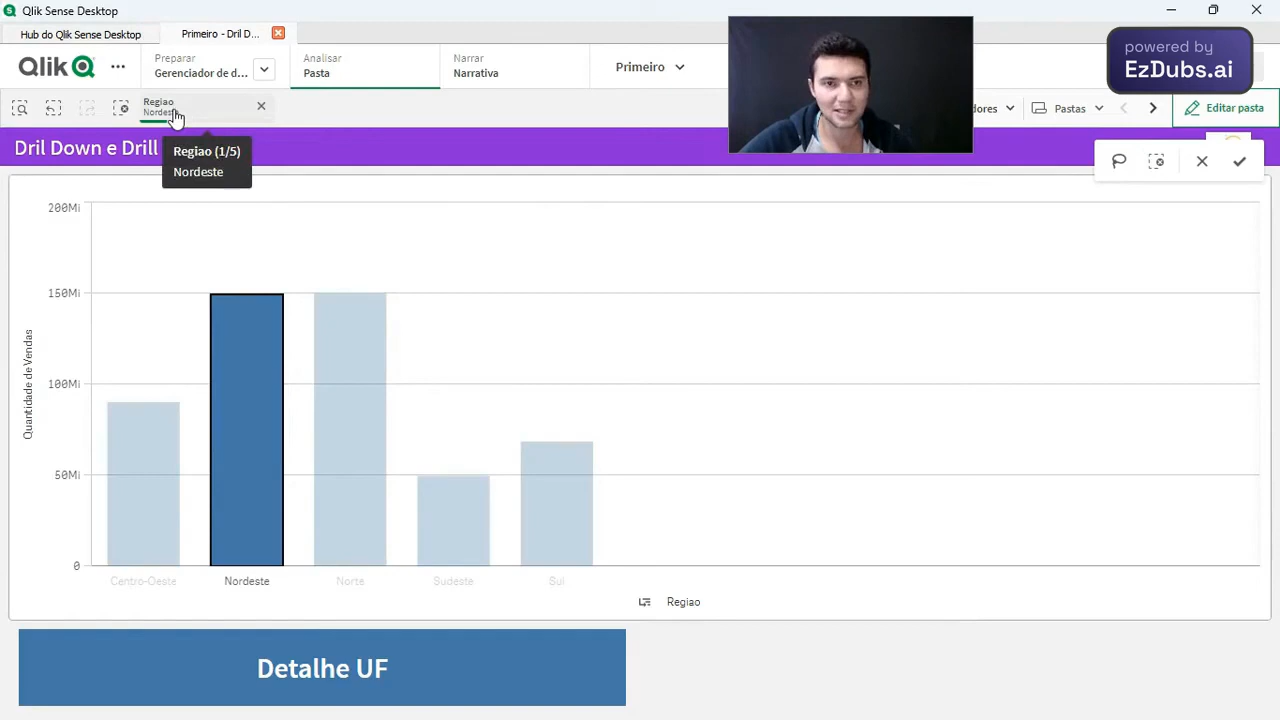 Qlik Sense Desktop
Hub do Qlik Sense Desktop
Primeiro - Dril D...
powered by
EzDubs.ai
Qlik
Preparar
Gerenciador de d...
Analisar
Pasta
Narrar
Narrativa
Primeiro
Regiao
Nordeste
dores
Pastas
Editar pasta
Dril Down e Drill
Regiao (1/5)
Nordeste
200Mi
150Mi
100Mi
50Mi
0
Quantidade de Vendas
Centro-Oeste
Nordeste
Norte
Sudeste
Sul
Regiao
Detalhe UF